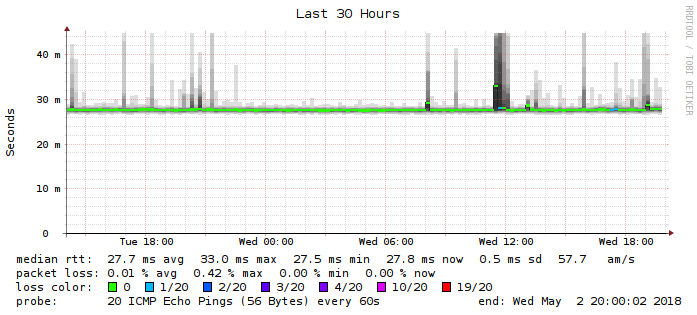 Last 30 Hours
RRDTOOL / TOBI OETIKER
Seconds
40 m
30 m
20 m
10 m
0
Tue 18:00 Wed 00:00 Wed 06:00 Wed 12:00 Wed 18:00
median rtt: 27.7 ms avg 33.0 ms max 27.5 ms min 27.8 ms now 0.5 ms sd 57.7 am/s
packet loss: 0.01 % avg 0.42 % max 0.00 % min 0.00 % now
loss color: 0 1/20 2/20 3/20 4/20 10/20 19/20
probe: 20 ICMP Echo Pings (56 Bytes) every 60s end: Wed May 2 20:00:02 2018